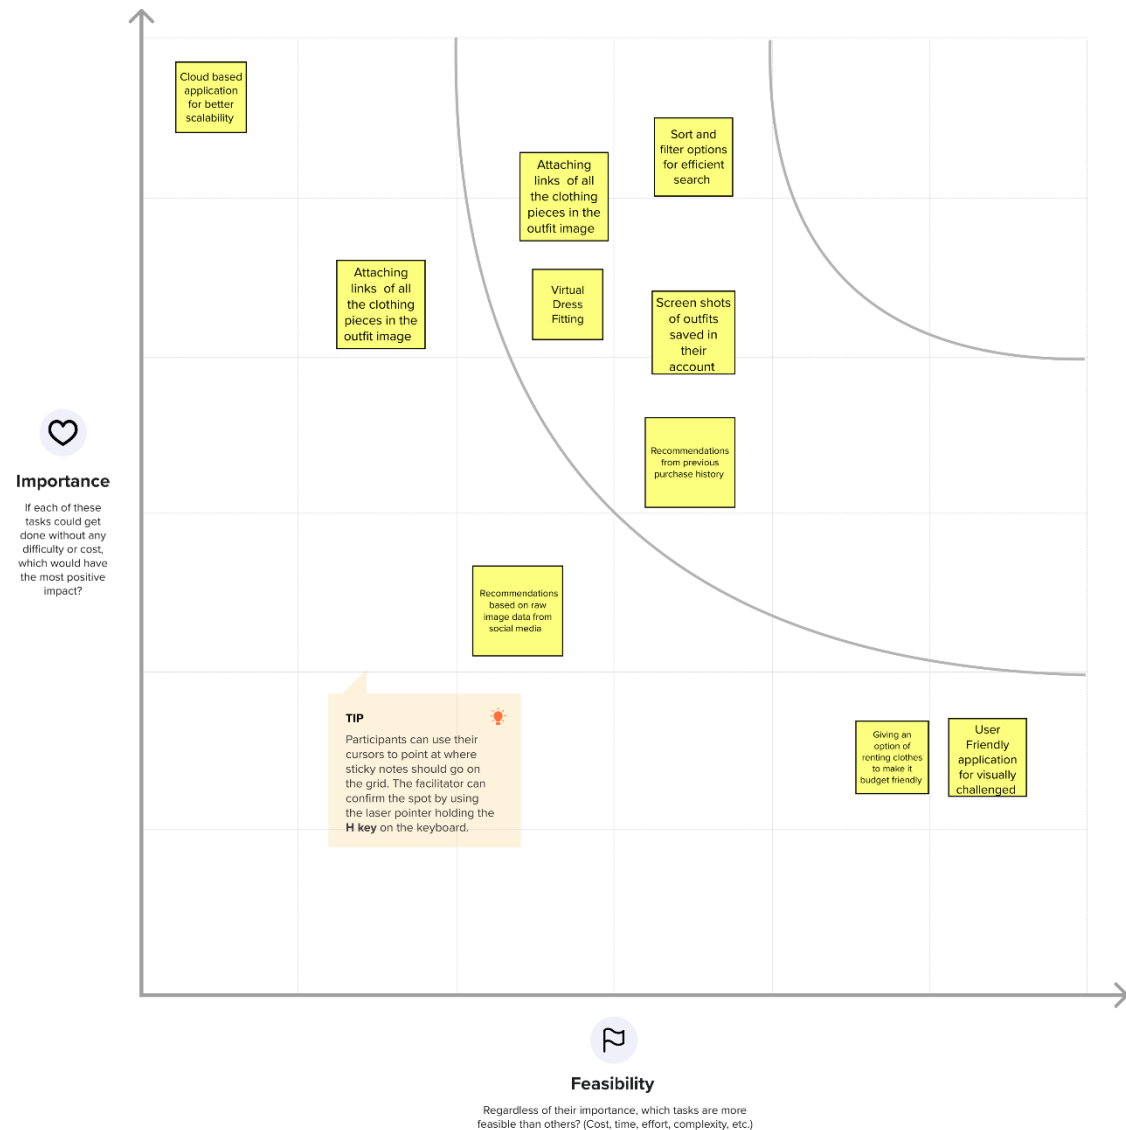 Cloud based
application
for better
scalability
Sort and
filter options
for efficient
search
Attaching
links of all
the clothing
pieces in the
outfit image
Attaching
links of all
the clothing
pieces in the
outfit image
Virtual
Dress
Fitting
Screen shots
of outfits
saved in
their
account
Recommendations
from previous
purchase history
Importance
If each of these
tasks could get
done without any
difficulty or cost,
which would have
the most positive
impact?
Recommendations
based on raw
image data from
social media
TIP
Participants can use their
cursors to point at where
sticky notes should go on
the grid. The facilitator can
confirm the spot by using
the laser pointer holding the
H key on the keyboard.
Giving an
option of
renting clothes
to make it
budget friendly
User
Friendly
application
for visually
challenged
Feasibility
Regardless of their importance, which tasks are more
feasible than others? (Cost, time, effort, complexity, etc.)